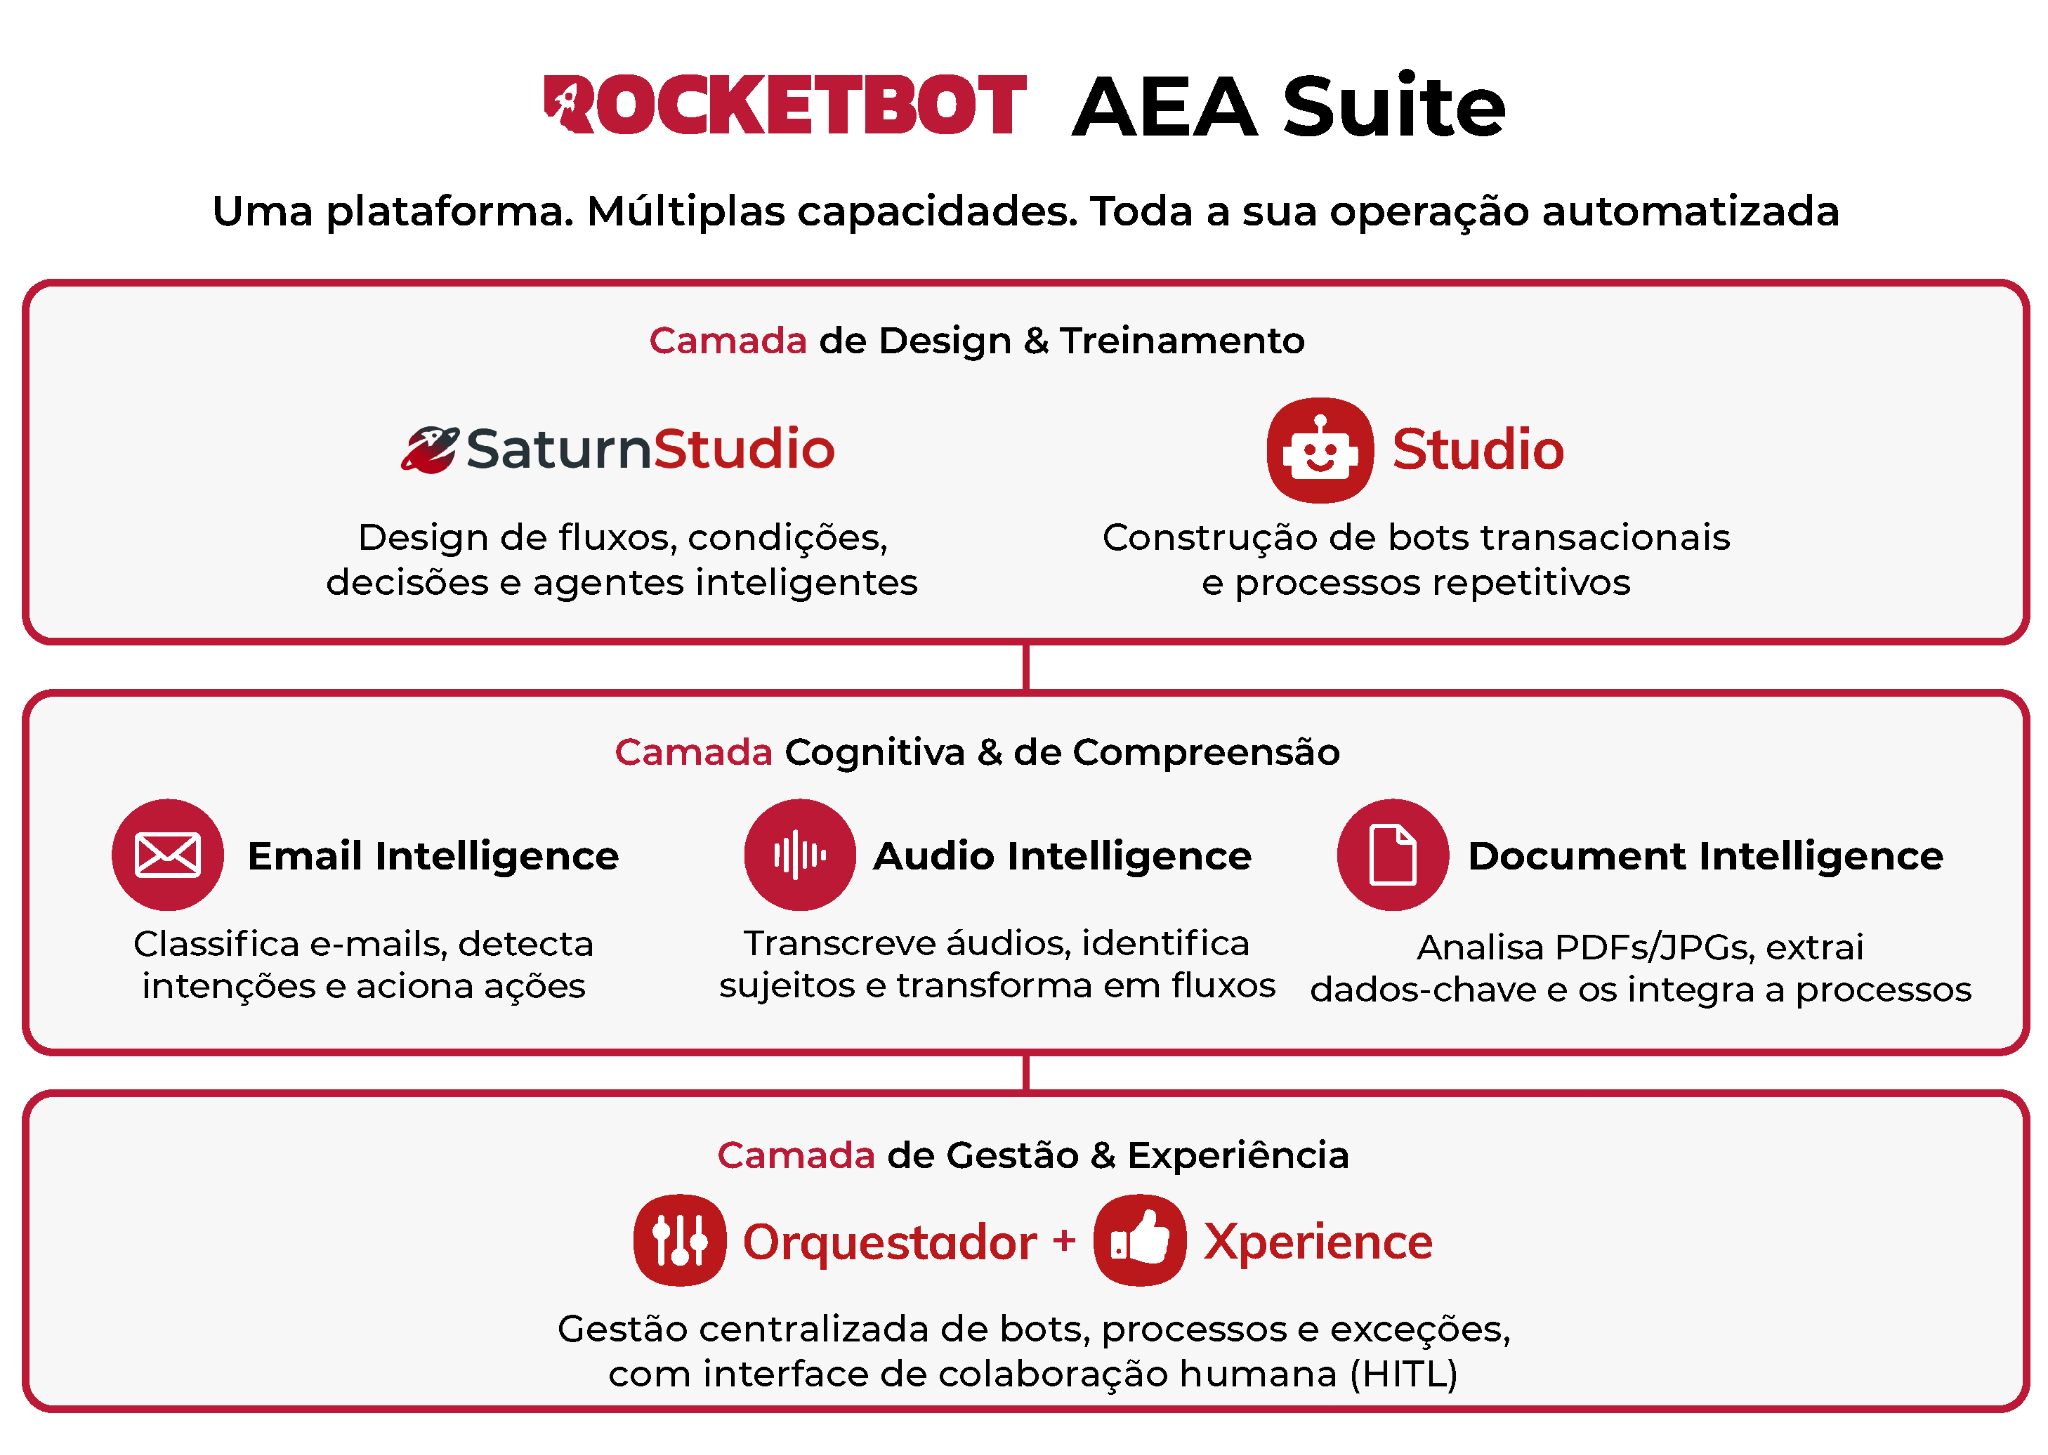 ROCKETBOT AEA Suite
Uma plataforma. Múltiplas capacidades. Toda a sua operação automatizada
Camada de Design & Treinamento
SaturnStudio
Design de fluxos, condições,
decisões e agentes inteligentes
Studio
Construção de bots transacionais
e processos repetitivos
Camada Cognitiva & de Compreensão
Email Intelligence
Classifica e-mails, detecta
intenções e aciona ações
Audio Intelligence
Transcreve áudios, identifica
sujeitos e transforma em fluxos
Document Intelligence
Analisa PDFs/JPGs, extrai
dados-chave e os integra a processos
Camada de Gestão & Experiência
Orquestador + Xperience
Gestão centralizada de bots, processos e exceções,
com interface de colaboração humana (HITL)